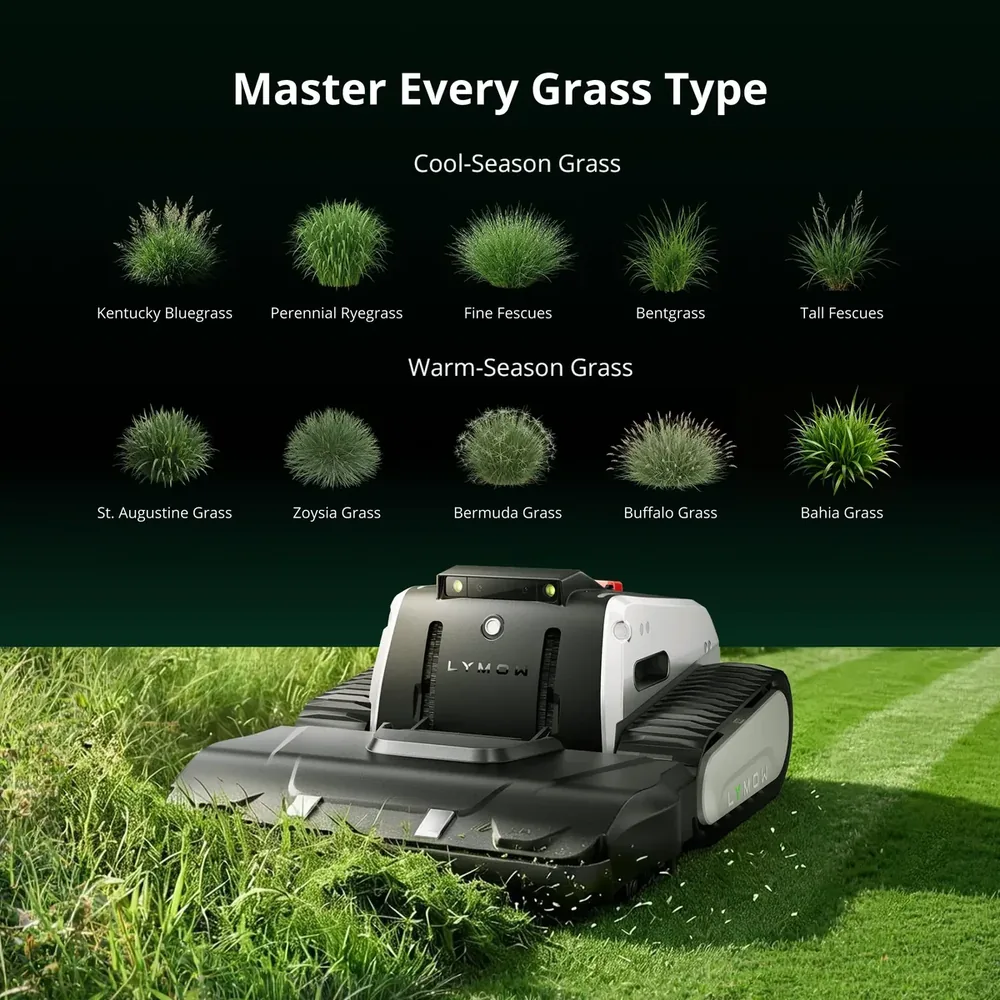 Master Every Grass Type
Cool-Season Grass
Kentucky Bluegrass
Perennial Ryegrass
Fine Fescues
Bentgrass
Tall Fescues
Warm-Season Grass
St. Augustine Grass
Zoysia Grass
Bermuda Grass
Buffalo Grass
Bahia Grass
LYMOW
LYMOW